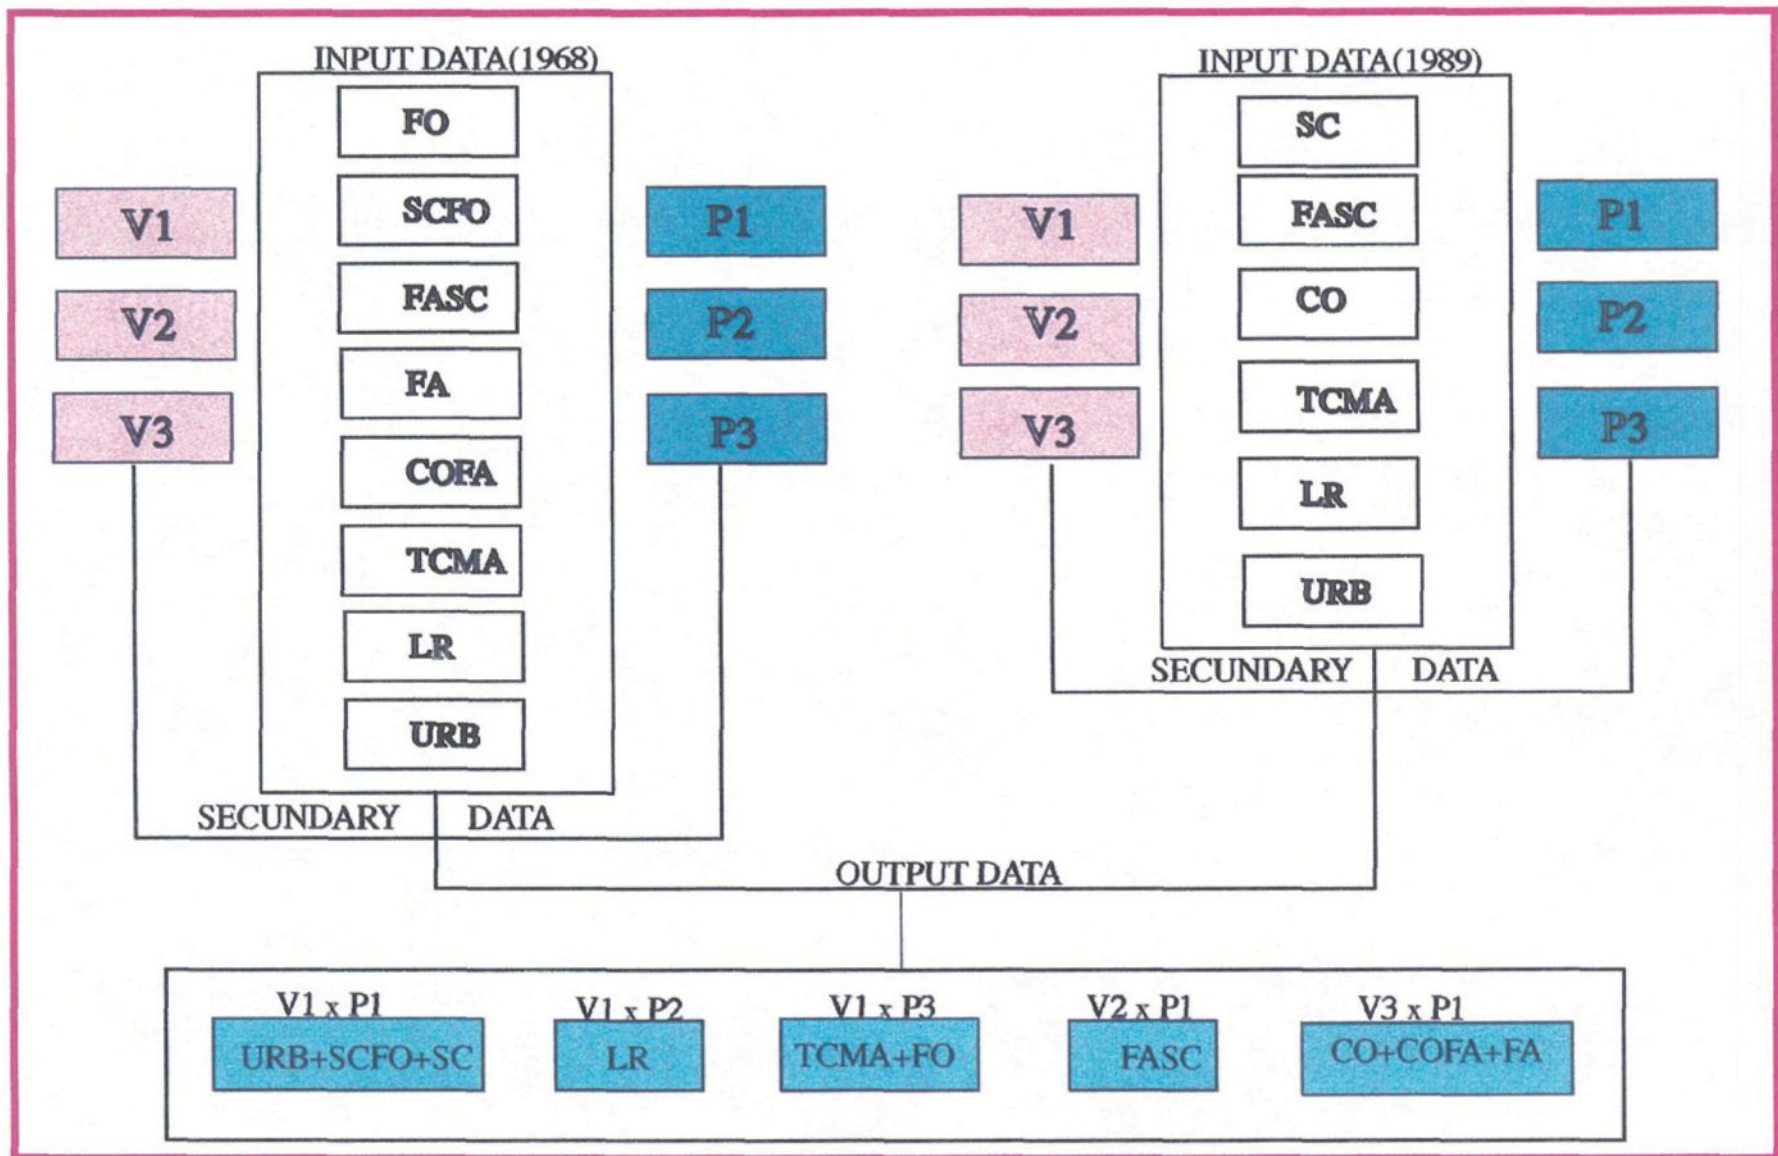 INPUT DATA(1968)
FO
SCFO
FASC
FA
COFA
TCMA
LR
URB
V1
V2
V3
P1
P2
P3
SECUNDARY DATA
INPUT DATA(1989)
SC
FASC
CO
TCMA
LR
URB
V1
V2
V3
P1
P2
P3
SECUNDARY DATA
OUTPUT DATA
V1 x P1
URB+SCFO+SC
V1 x P2
LR
V1 x P3
TCMA+FO
V2 x P1
FASC
V3 x P1
CO+COFA+FA